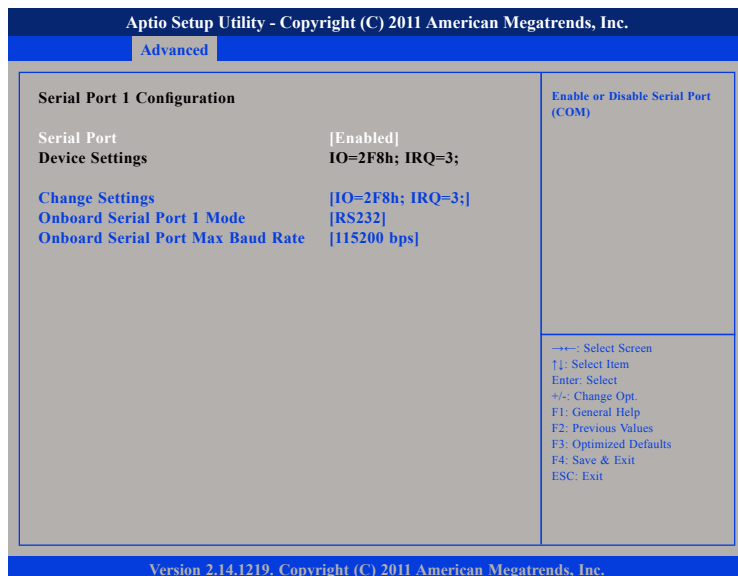 Aptio Setup Utility - Copyright (C) 2011 American Megatrends, Inc.
Advanced
Serial Port 1 Configuration
Serial Port [Enabled]
Device Settings IO=2F8h; IRQ=3;
Change Settings [IO=2F8h; IRQ=3;]
Onboard Serial Port 1 Mode [RS232]
Onboard Serial Port Max Baud Rate [115200 bps]
Enable or Disable Serial Port
(COM)
→←: Select Screen
↑↓: Select Item
Enter: Select
+/-: Change Opt.
F1: General Help
F2: Previous Values
F3: Optimized Defaults
F4: Save & Exit
ESC: Exit
Version 2.14.1219. Copyright (C) 2011 American Megatrends, Inc.